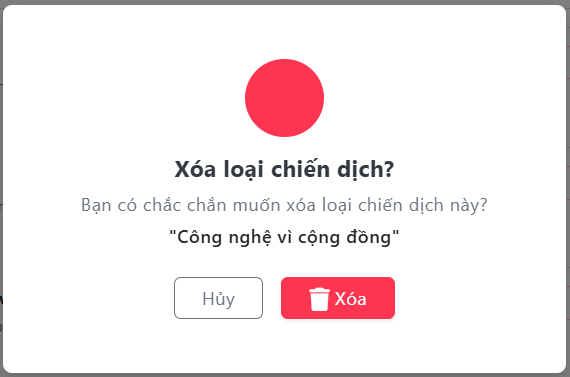 Xóa loại chiến dịch?
Bạn có chắc chắn muốn xóa loại chiến dịch này?
"Công nghệ vì cộng đồng"
Hủy
Xóa